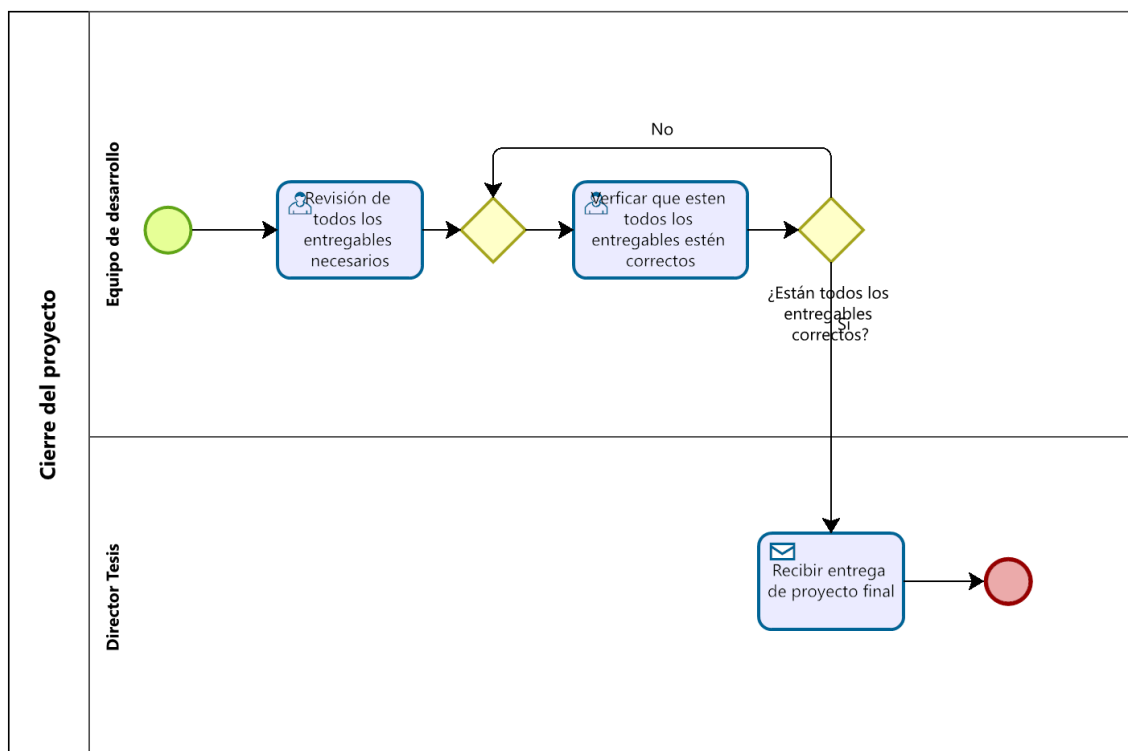 Cierre del proyecto
Equipo de desarrollo
Revisión de
todos los
entregables
necesarios
Verficar que esten
todos los
entregables estén
correctos
No
¿Están todos los
entregables
correctos?
Si
Director Tesis
Recibir entrega
de proyecto final